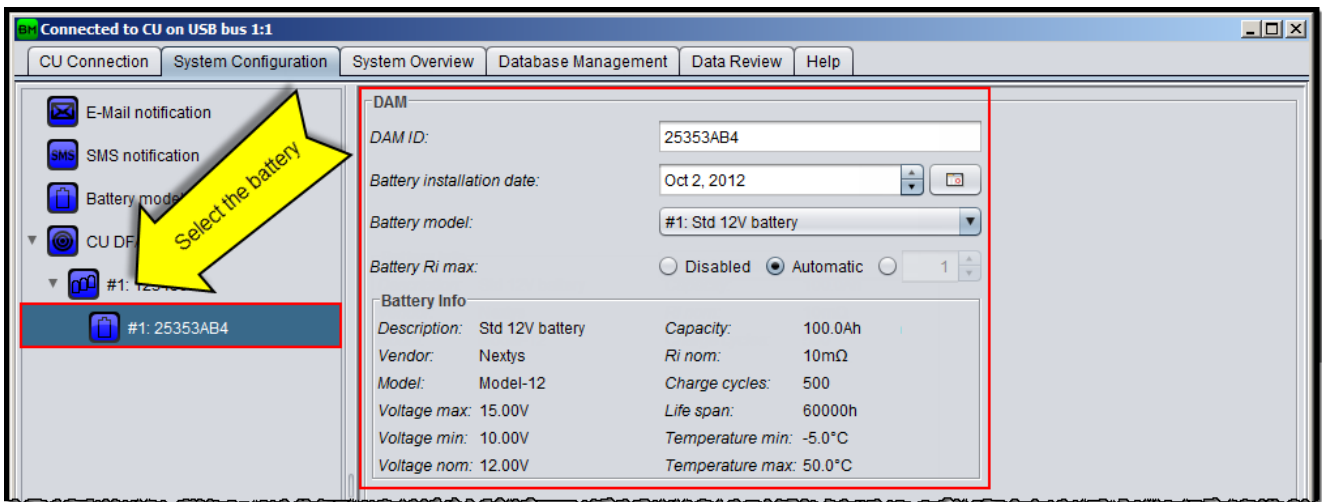 BM Connected to CU on USB bus 1:1
CU Connection System Configuration System Overview Database Management Data Review Help
E-Mail notification
SMS SMS notification
Battery
CU
#1:
#1: 25353AB4
Select the battery
DAM
DAM ID: 25353AB4
Battery installation date: Oct 2, 2012
Battery model: #1: Std 12V battery
Battery Ri max: Disabled Automatic 1
Battery Info
Description: Std 12V battery Capacity: 100.0Ah
Vendor: Nextys Ri nom: 10mΩ
Model: Model-12 Charge cycles: 500
Voltage max: 15.00V Life span: 60000h
Voltage min: 10.00V Temperature min: -5.0°C
Voltage nom: 12.00V Temperature max: 50.0°C